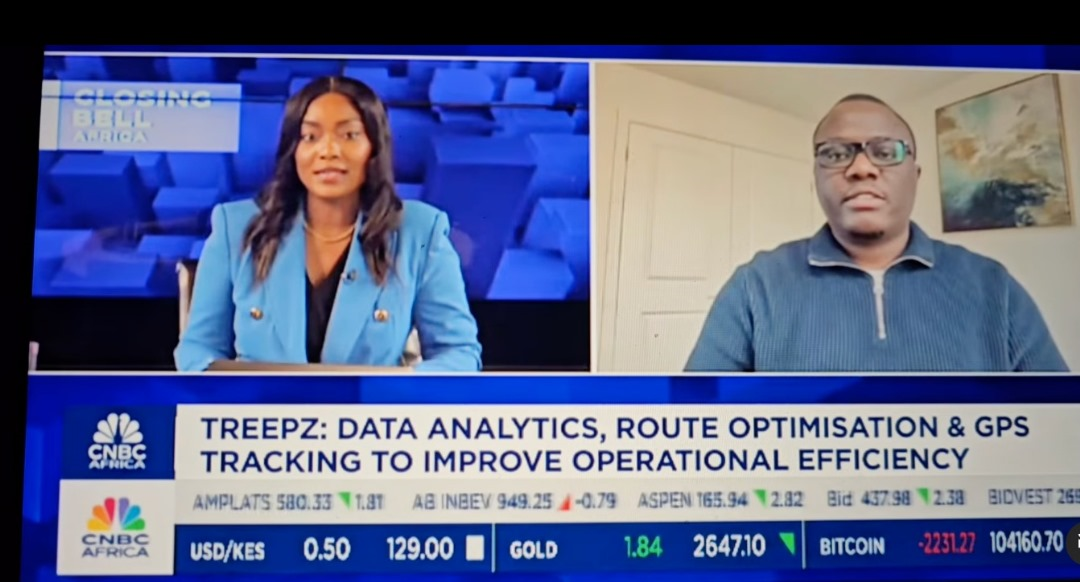 CLOSING
BELL
AFRICA
TREEPZ: DATA ANALYTICS, ROUTE OPTIMISATION & GPS
TRACKING TO IMPROVE OPERATIONAL EFFICIENCY
CNBC
AFRICA
AMPLATS 580.33 1.81 AB INBEV 949.25 -0.79 ASPEN 165.94 2.82 Bid 437.98 2.38 BIDVEST
CNBC
AFRICA
USD/KES 0.50 129.00 GOLD 1.84 2647.10 BITCOIN -2231.27 104160.70